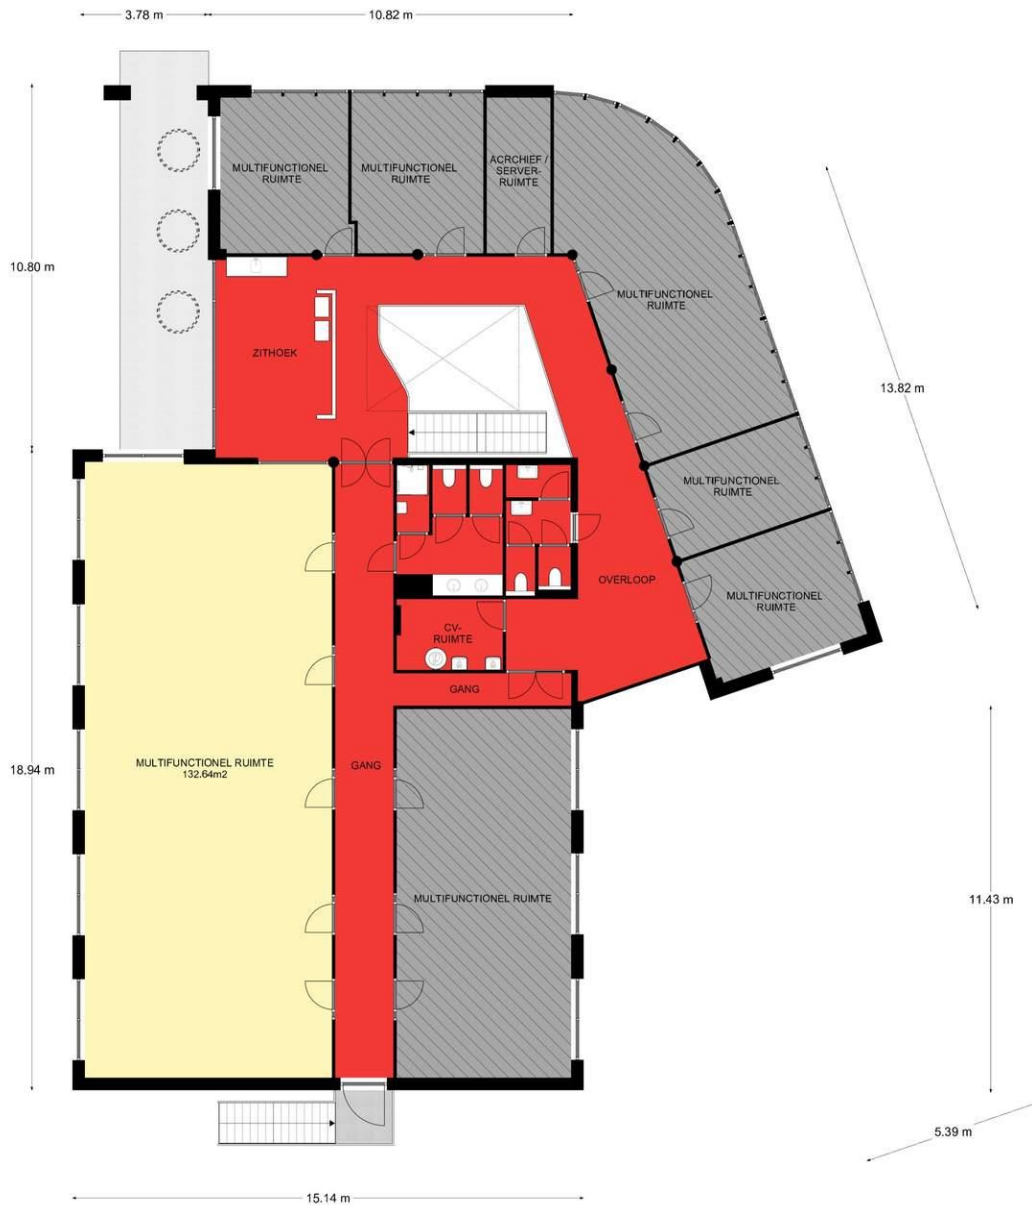 3.78 m
10.82 m
MULTIFUNCTIONEL
RUIMTE
MULTIFUNCTIONEL
RUIMTE
ACRCHIEF /
SERVER-
RUIMTE
10.80 m
MULTIFUNCTIONEL
RUIMTE
ZITHOEK
13.82 m
MULTIFUNCTIONEL
RUIMTE
OVERLOOP
MULTIFUNCTIONEL
RUIMTE
CV-
RUIMTE
GANG
18.94 m
MULTIFUNCTIONEL RUIMTE
132.64m2
GANG
MULTIFUNCTIONEL RUIMTE
11.43 m
5.39 m
15.14 m